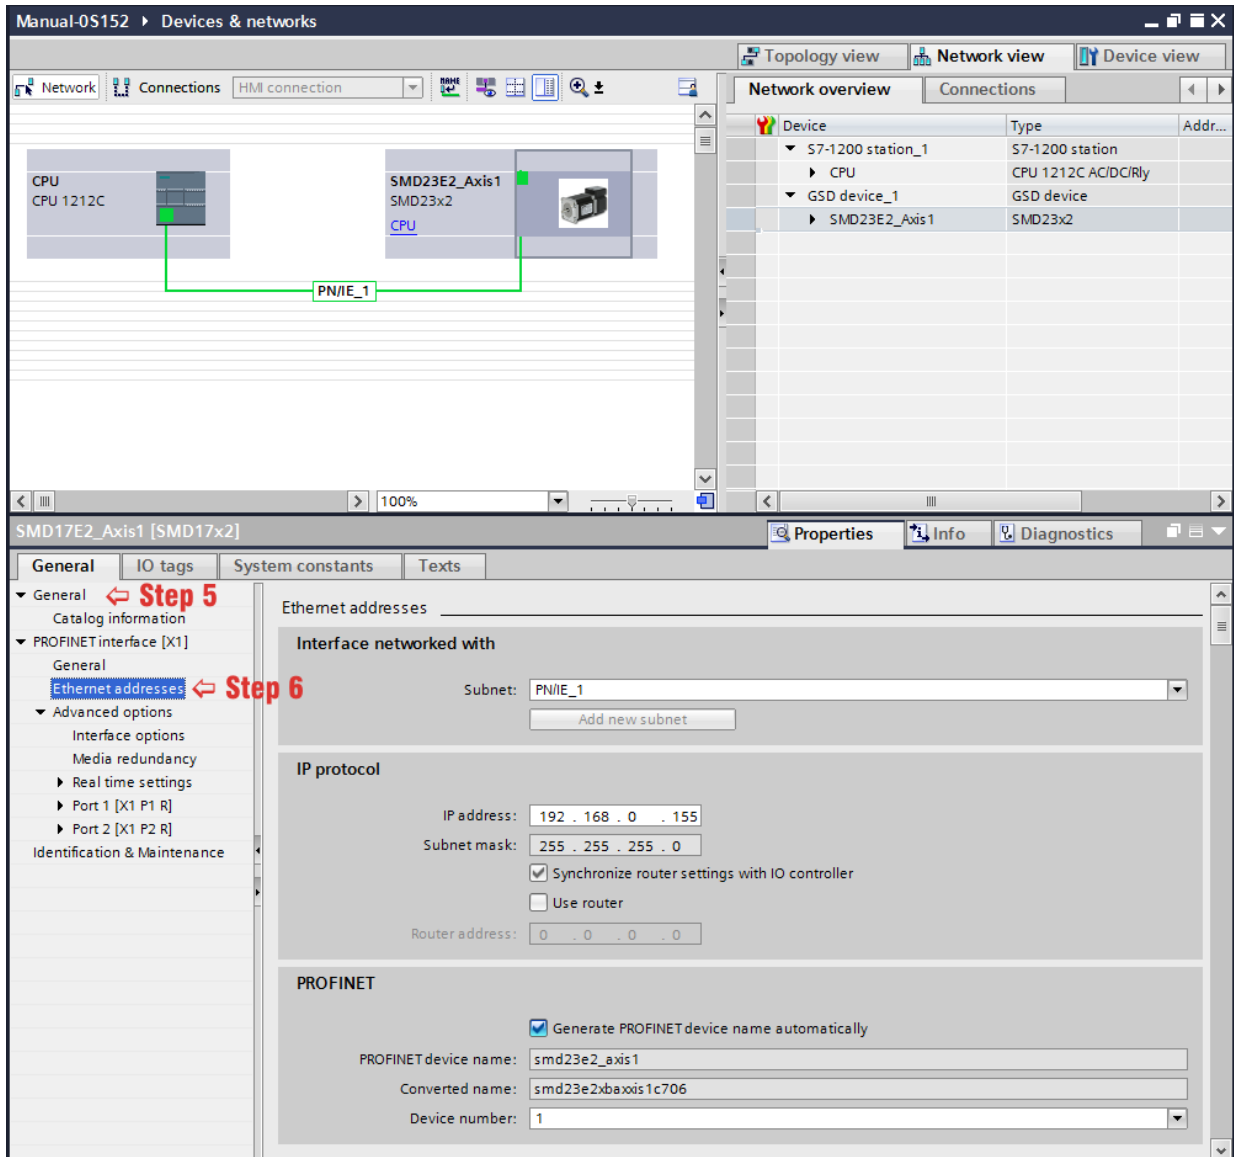 Manual-0S152 ▸ Devices & networks
Topology view Network view Device view
Network Connections HMI connection
Network overview Connections
Device Type Addr...
S7-1200 station_1 S7-1200 station
CPU CPU 1212C AC/DC/Rly
GSD device_1 GSD device
SMD23E2_Axis1 SMD23x2
CPU
CPU 1212C
SMD23E2_Axis1
SMD23x2
CPU
PN/IE_1
100%
SMD17E2_Axis1 [SMD17x2]
Properties Info Diagnostics
General IO tags System constants Texts
General ⇦ Step 5
Catalog information
PROFINET interface [X1]
General
Ethernet addresses ⇦ Step 6
Advanced options
Interface options
Media redundancy
Real time settings
Port 1 [X1 P1 R]
Port 2 [X1 P2 R]
Identification & Maintenance
Ethernet addresses
Interface networked with
Subnet: PN/IE_1
Add new subnet
IP protocol
IP address: 192 . 168 . 0 . 155
Subnet mask: 255 . 255 . 255 . 0
Synchronize router settings with IO controller
Use router
Router address: 0 . 0 . 0 . 0
PROFINET
Generate PROFINET device name automatically
PROFINET device name: smd23e2_axis1
Converted name: smd23e2xbaxxis1c706
Device number: 1